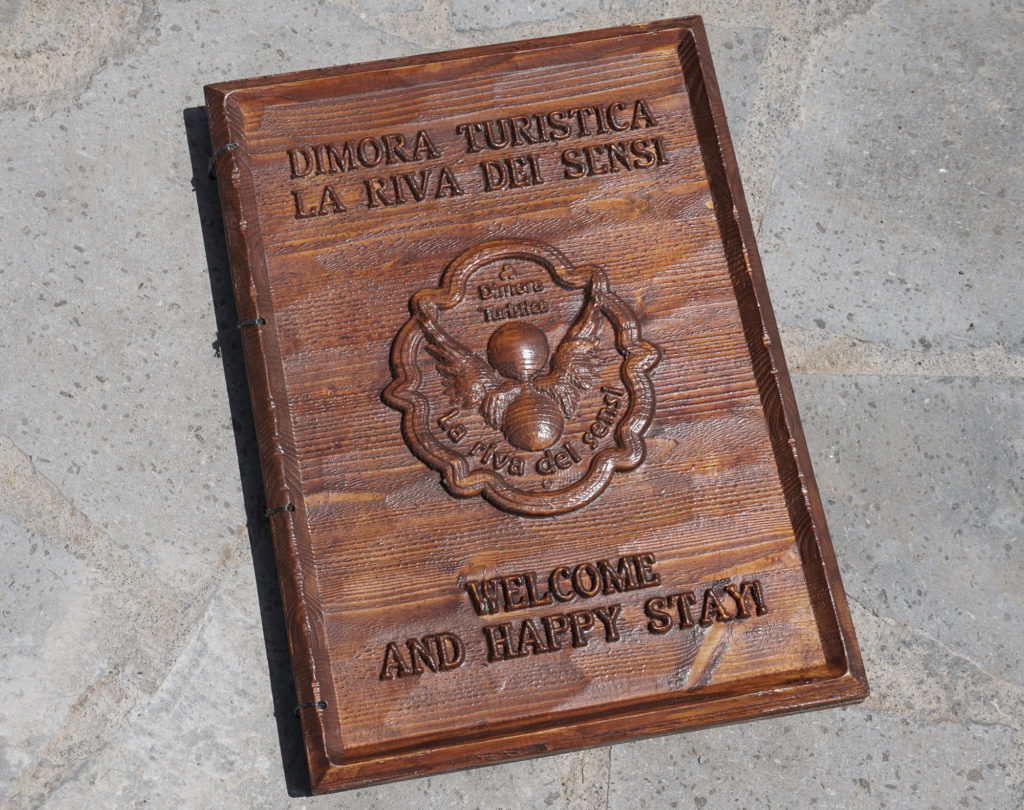 DIMORA TURISTICA
LA RIVA DEI SENSI
Dimora
Turistica
La riva dei sensi
WELCOME
AND HAPPY STAY!